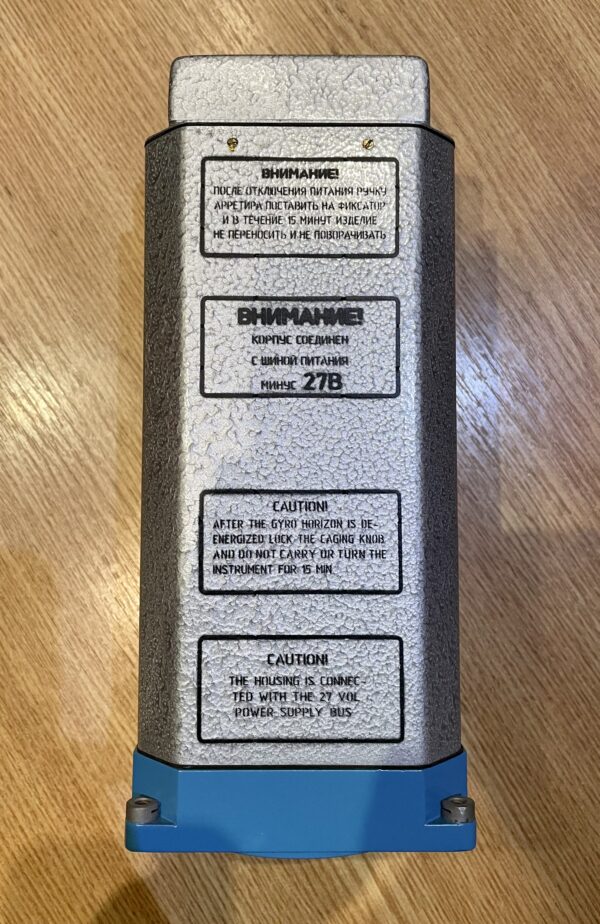 ВНИМАНИЕ!
ПОСЛЕ ОТКЛЮЧЕНИЯ ПИТАНИЯ РУЧКУ
АРРЕТИРА ПОСТАВИТЬ НА ФИКСАТОР
И В ТЕЧЕНИЕ 15 МИНУТ ИЗДЕЛИЕ
НЕ ПЕРЕНОСИТЬ И НЕ ПОВОРАЧИВАТЬ
ВНИМАНИЕ!
КОРПУС СОЕДИНЕН
С ШИНОЙ ПИТАНИЯ
МИНУС 27В
CAUTION!
AFTER THE GYRO HORIZON IS DE-
ENERGIZED LOCK THE CAGING KNOB
AND DO NOT CARRY OR TURN THE
INSTRUMENT FOR 15 MIN
CAUTION!
THE HOUSING IS CONNEC-
TED WITH THE 27 VOL
POWER SUPPLY BUS